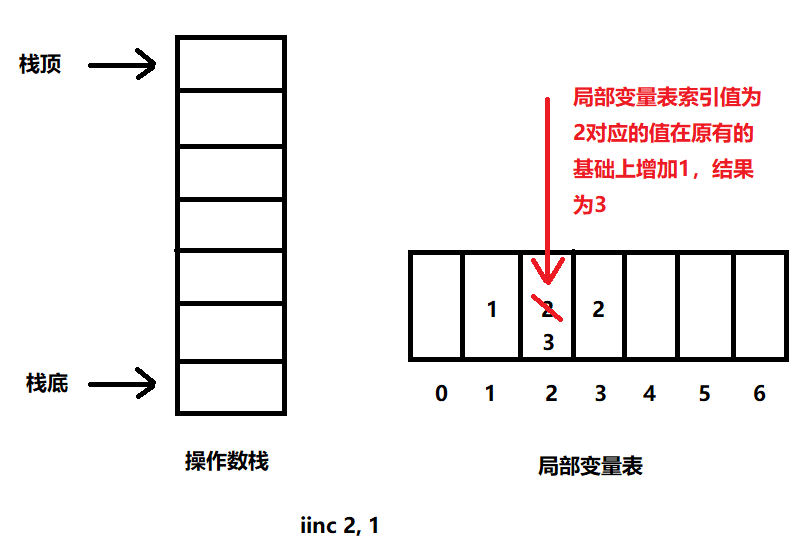 栈顶
局部变量表索引值为
2对应的值在原有的
基础上增加1，结果
为3
1 2 2
3
栈底
0 1 2 3 4 5 6
操作数栈
局部变量表
iinc 2, 1